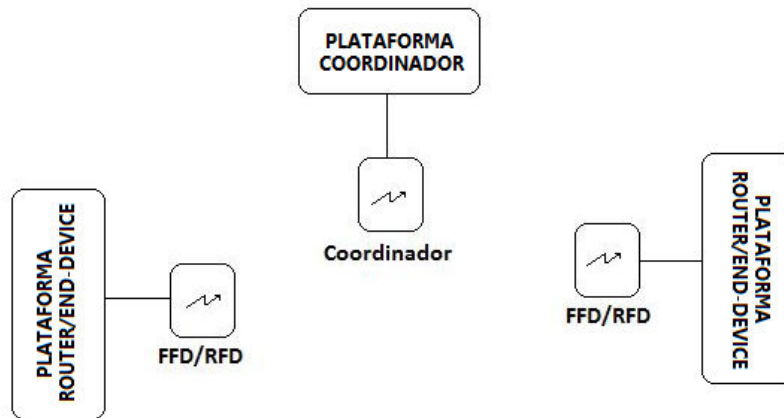 PLATAFORMA
COORDINADOR
Coordinador
PLATAFORMA
ROUTER/END-DEVICE
FFD/RFD
FFD/RFD
PLATAFORMA
ROUTER/END-DEVICE